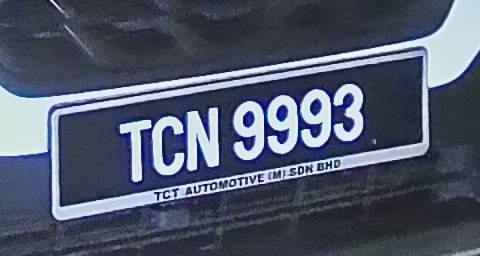 TCN 9993
TCT AUTOMOTIVE (M) SDN BHD